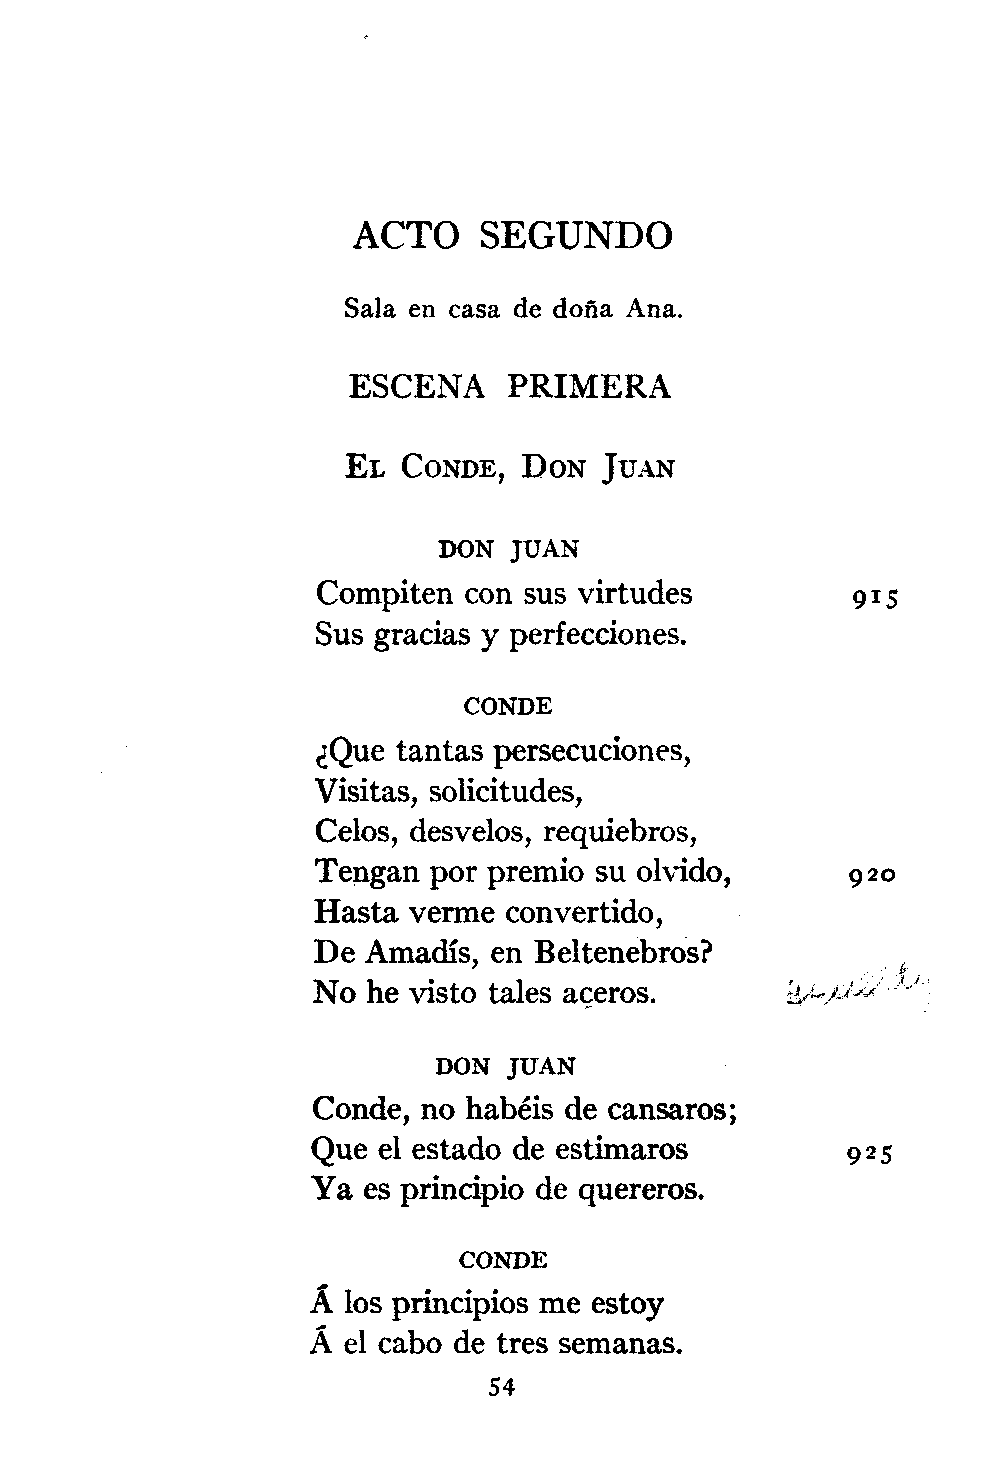 ACTO SEGUNDO
Sala en casa de doña Ana.
ESCENA PRIMERA
El Conde, Don Juan
DON JUAN
Compiten con sus virtudes 915
Sus gracias y perfecciones.
CONDE
¿Que tantas persecuciones,
Visitas, solicitudes,
Celos, desvelos, requiebros,
Tengan por premio su olvido, 920
Hasta verme convertido,
De Amadís, en Beltenebros?
No he visto tales aceros.
DON JUAN
Conde, no habéis de cansaros;
Que el estado de estimaros 925
Ya es principio de quereros.
CONDE
Á los principios me estoy
Á el cabo de tres semanas.
54